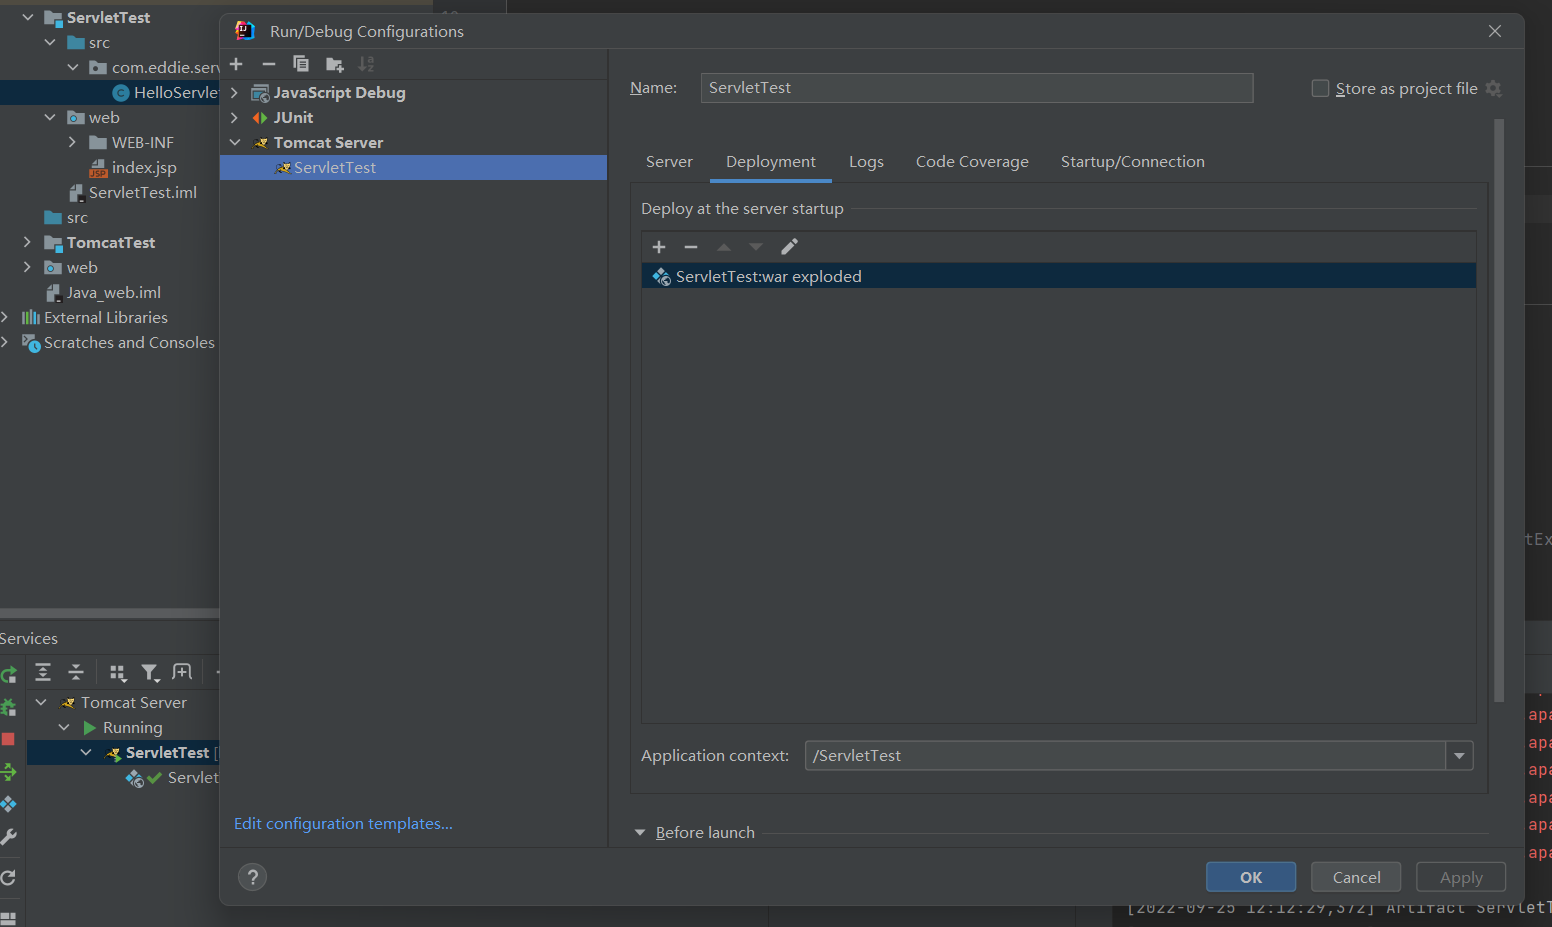 ServletTest
src
com.eddie.serv
HelloServlet
web
WEB-INF
index.jsp
ServletTest.iml
src
TomcatTest
web
Java_web.iml
External Libraries
Scratches and Consoles
Run/Debug Configurations
JavaScript Debug
JUnit
Tomcat Server
ServletTest
Edit configuration templates...
Name: ServletTest
Store as project file
Server Deployment Logs Code Coverage Startup/Connection
Deploy at the server startup
ServletTest:war exploded
Application context: /ServletTest
Before launch
? OK Cancel Apply
tEx
Services
Tomcat Server
Running
ServletTest [
Servlet
apa
apa
apa
apa
apa
apa
[2022-09-25 12:12:29,372] Artifact ServletT